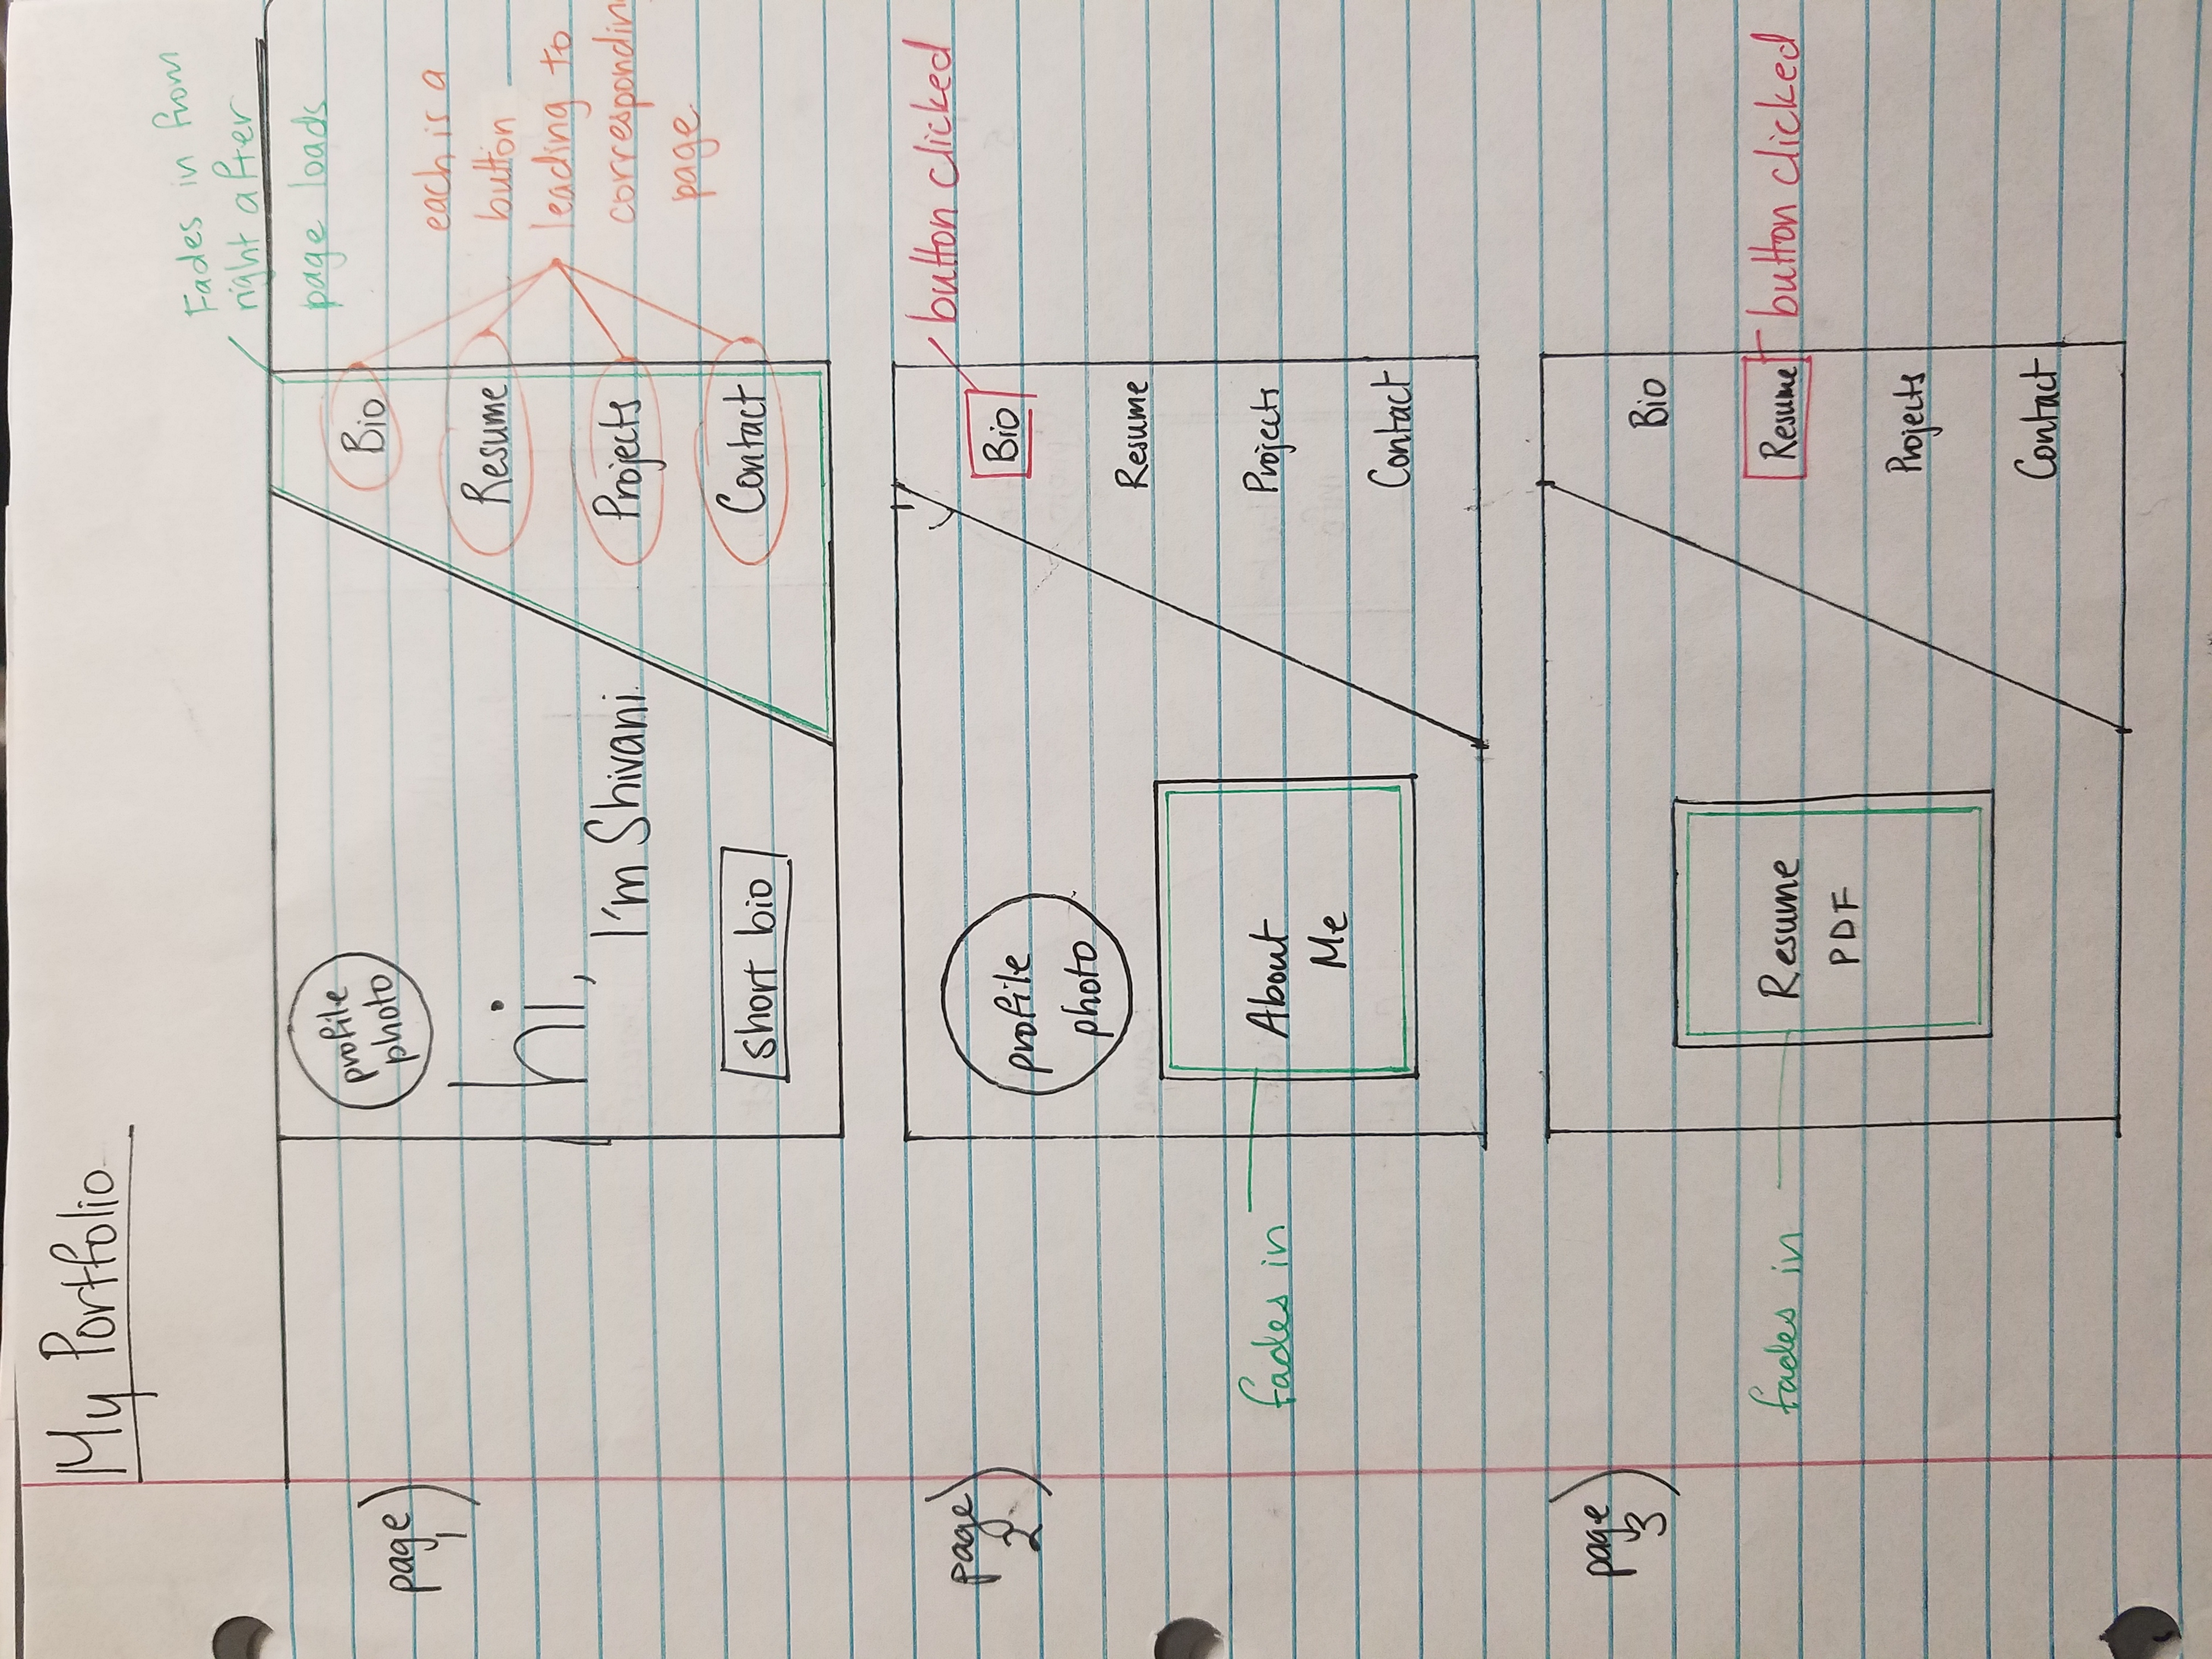 My Portfolio
Fades in from
right after
page loads
page
1)
profile
photo
hi,
I'm Shivani.
short bio
Bio
Resume
Projects
Contact
each is a
button
leading to
corresponding
page
page
2)
profile
photo
About
Me
fades in
Bio
button clicked
Resume
Projects
Contact
page
3)
Resume
PDF
fades in
Bio
Resume
button clicked
Projects
Contact